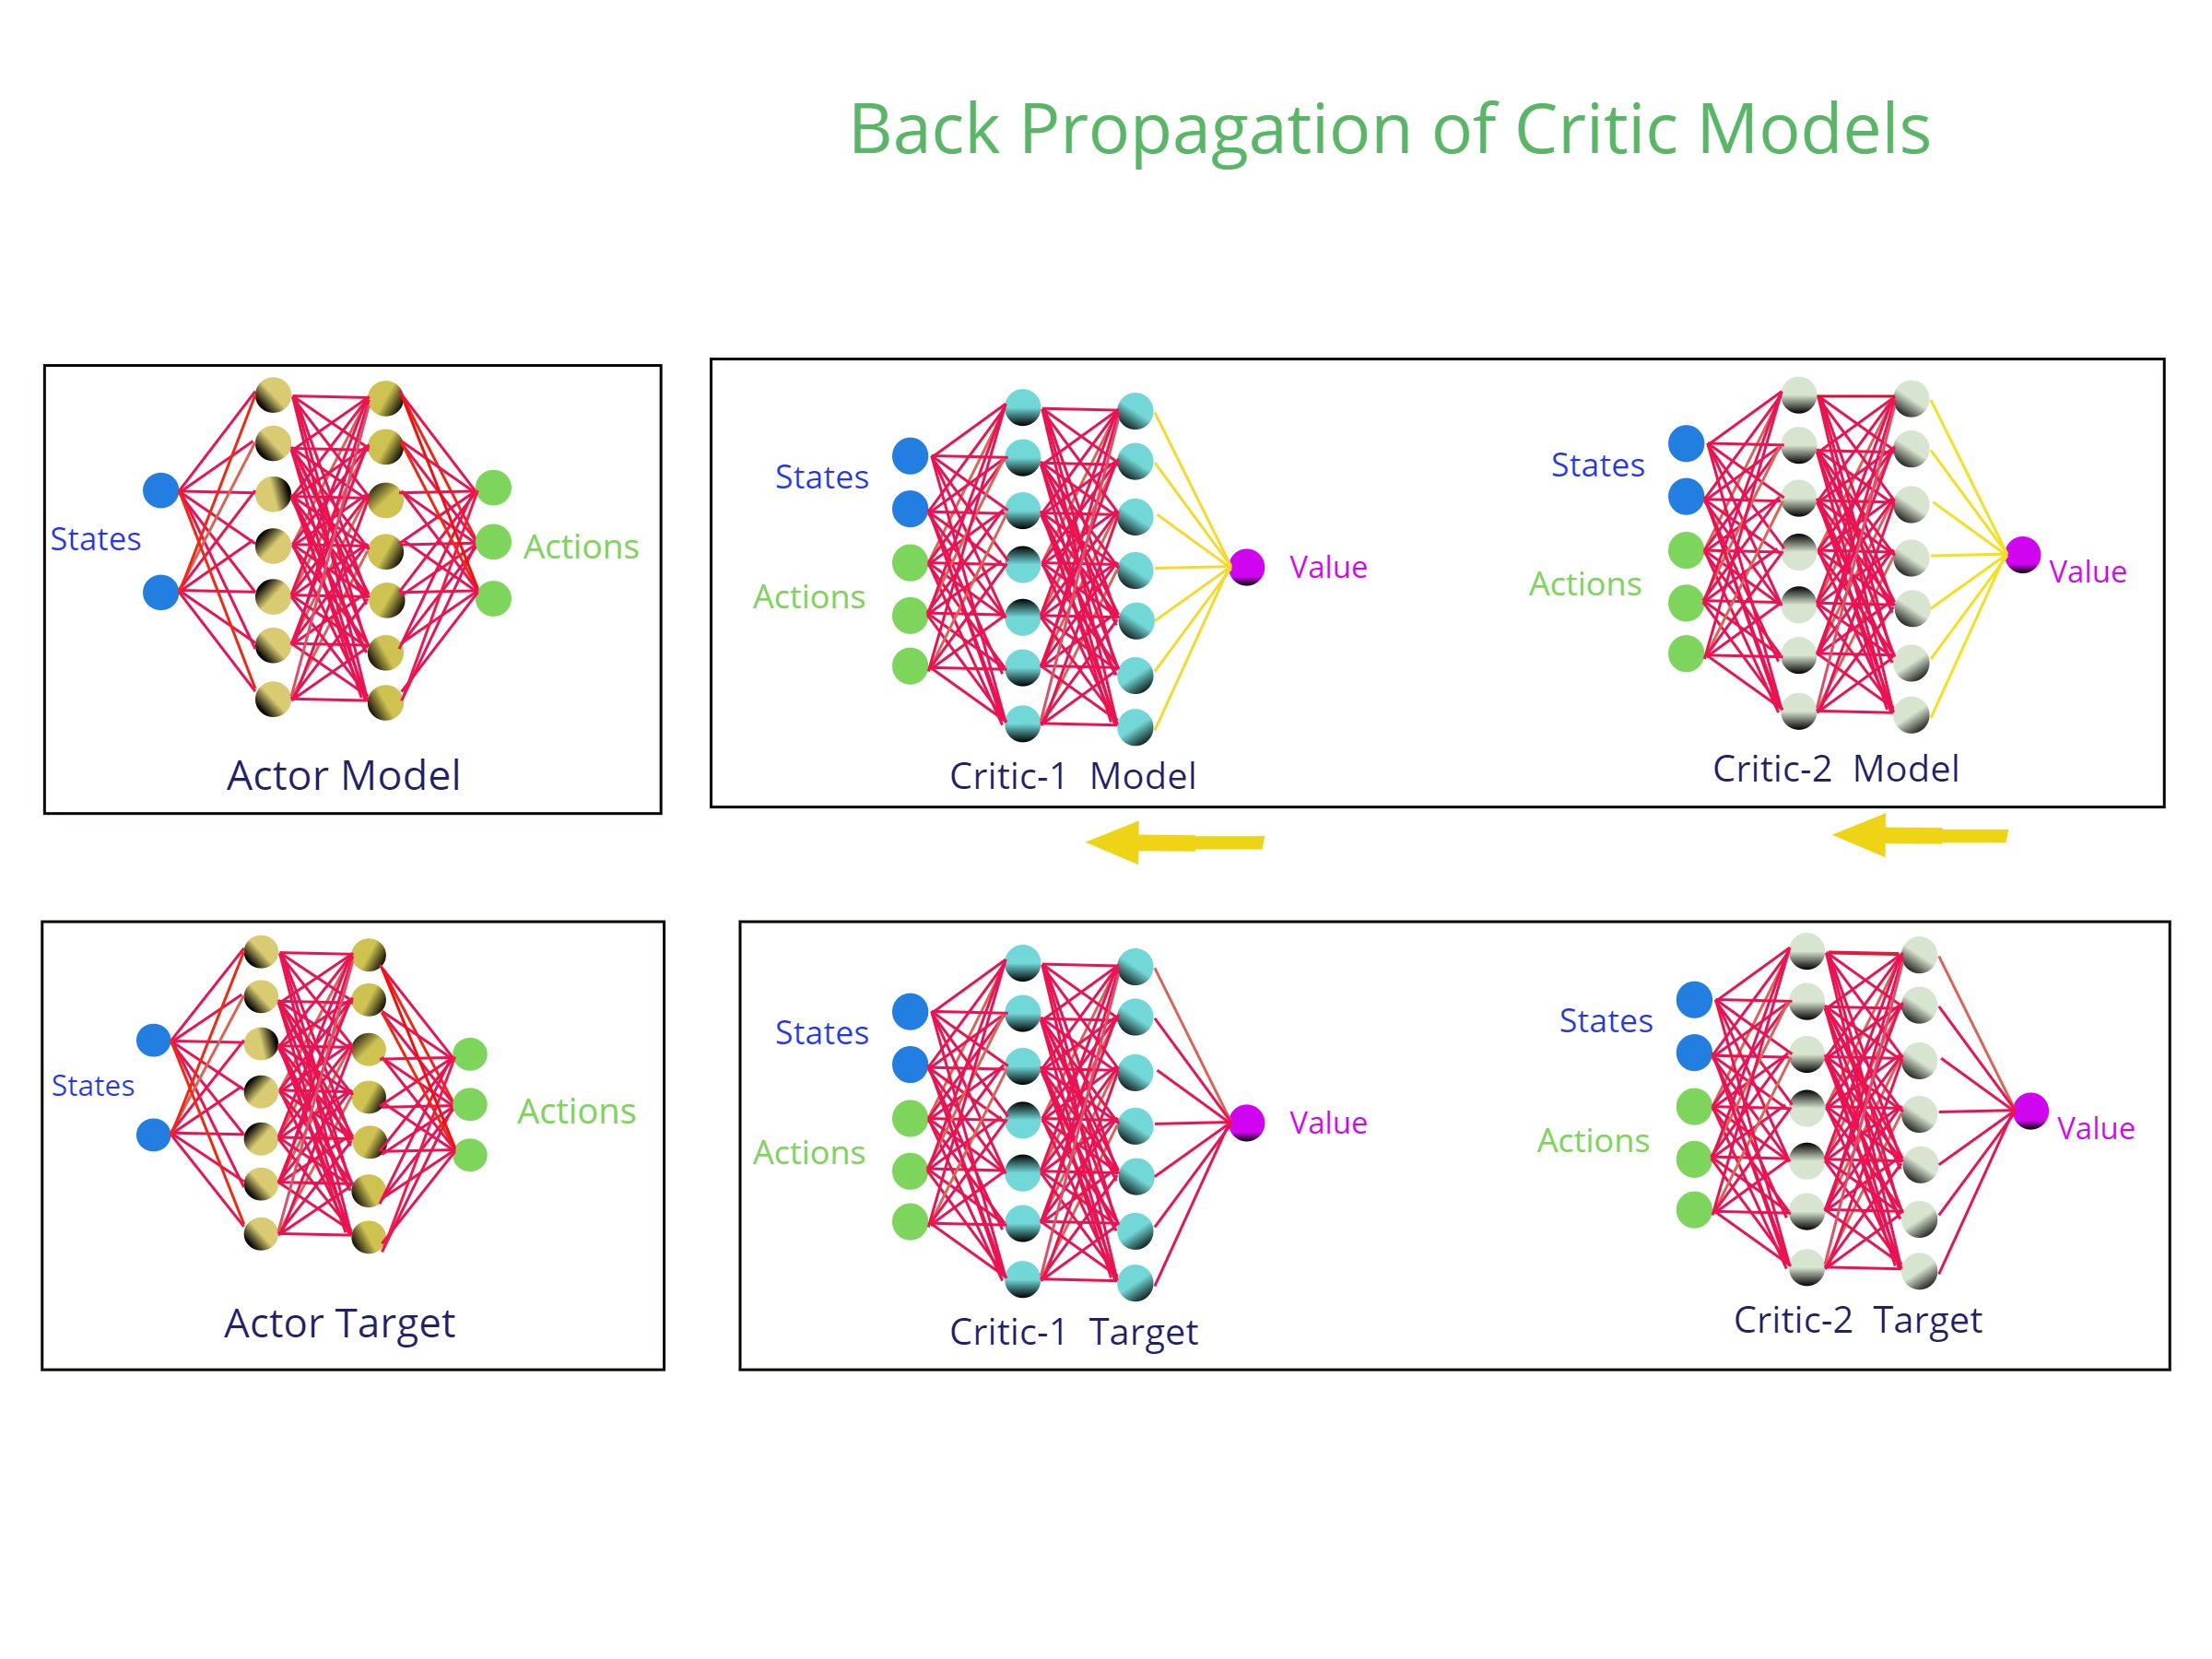 Back Propagation of Critic Models
States
Actions
Actor Model
States
Actions
Value
Critic-1 Model
States
Actions
Value
Critic-2 Model
States
Actions
Actor Target
States
Actions
Value
Critic-1 Target
States
Actions
Value
Critic-2 Target